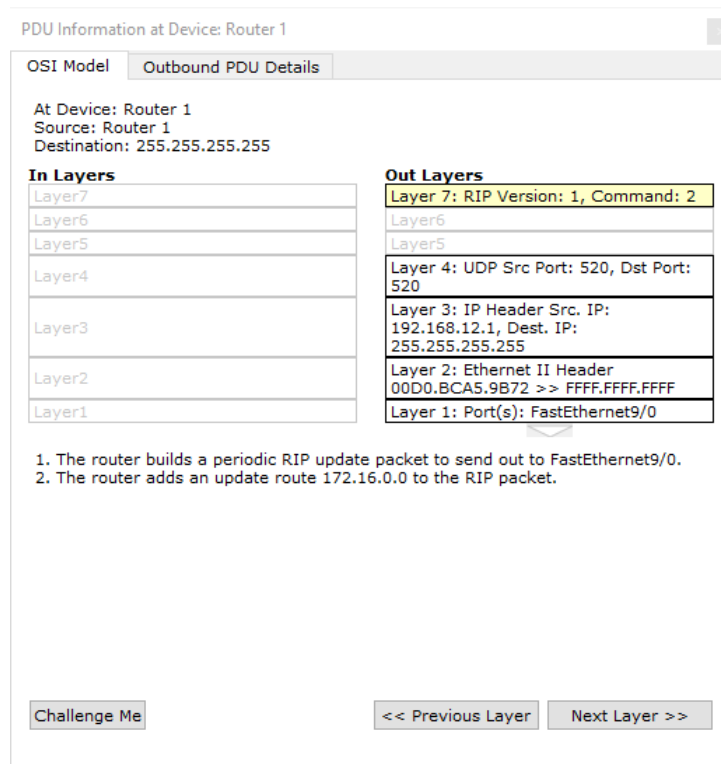 PDU Information at Device: Router 1
OSI Model
Outbound PDU Details
At Device: Router 1
Source: Router 1
Destination: 255.255.255.255
In Layers
Layer7
Layer6
Layer5
Layer4
Layer3
Layer2
Layer1
Out Layers
Layer 7: RIP Version: 1, Command: 2
Layer6
Layer5
Layer 4: UDP Src Port: 520, Dst Port:
520
Layer 3: IP Header Src. IP:
192.168.12.1, Dest. IP:
255.255.255.255
Layer 2: Ethernet II Header
00D0.BCA5.9B72 >> FFFF.FFFF.FFFF
Layer 1: Port(s): FastEthernet9/0
1. The router builds a periodic RIP update packet to send out to FastEthernet9/0.
2. The router adds an update route 172.16.0.0 to the RIP packet.
Challenge Me
<< Previous Layer
Next Layer >>